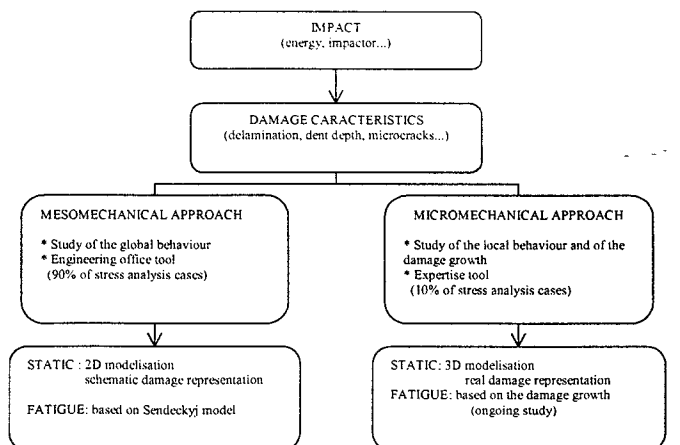 IMPACT
(energy, impactor...)
DAMAGE CARACTERISTICS
(delamination, dent depth, microcracks...)
MESOMECHANICAL APPROACH
* Study of the global behaviour
* Engineering office tool
(90% of stress analysis cases)
MICROMECHANICAL APPROACH
* Study of the local behaviour and of the
damage growth
* Expertise tool
(10% of stress analysis cases)
STATIC : 2D modelisation
schematic damage representation
FATIGUE: based on Sendeckyj model
STATIC: 3D modelisation
real damage representation
FATIGUE: based on the damage growth
(ongoing study)